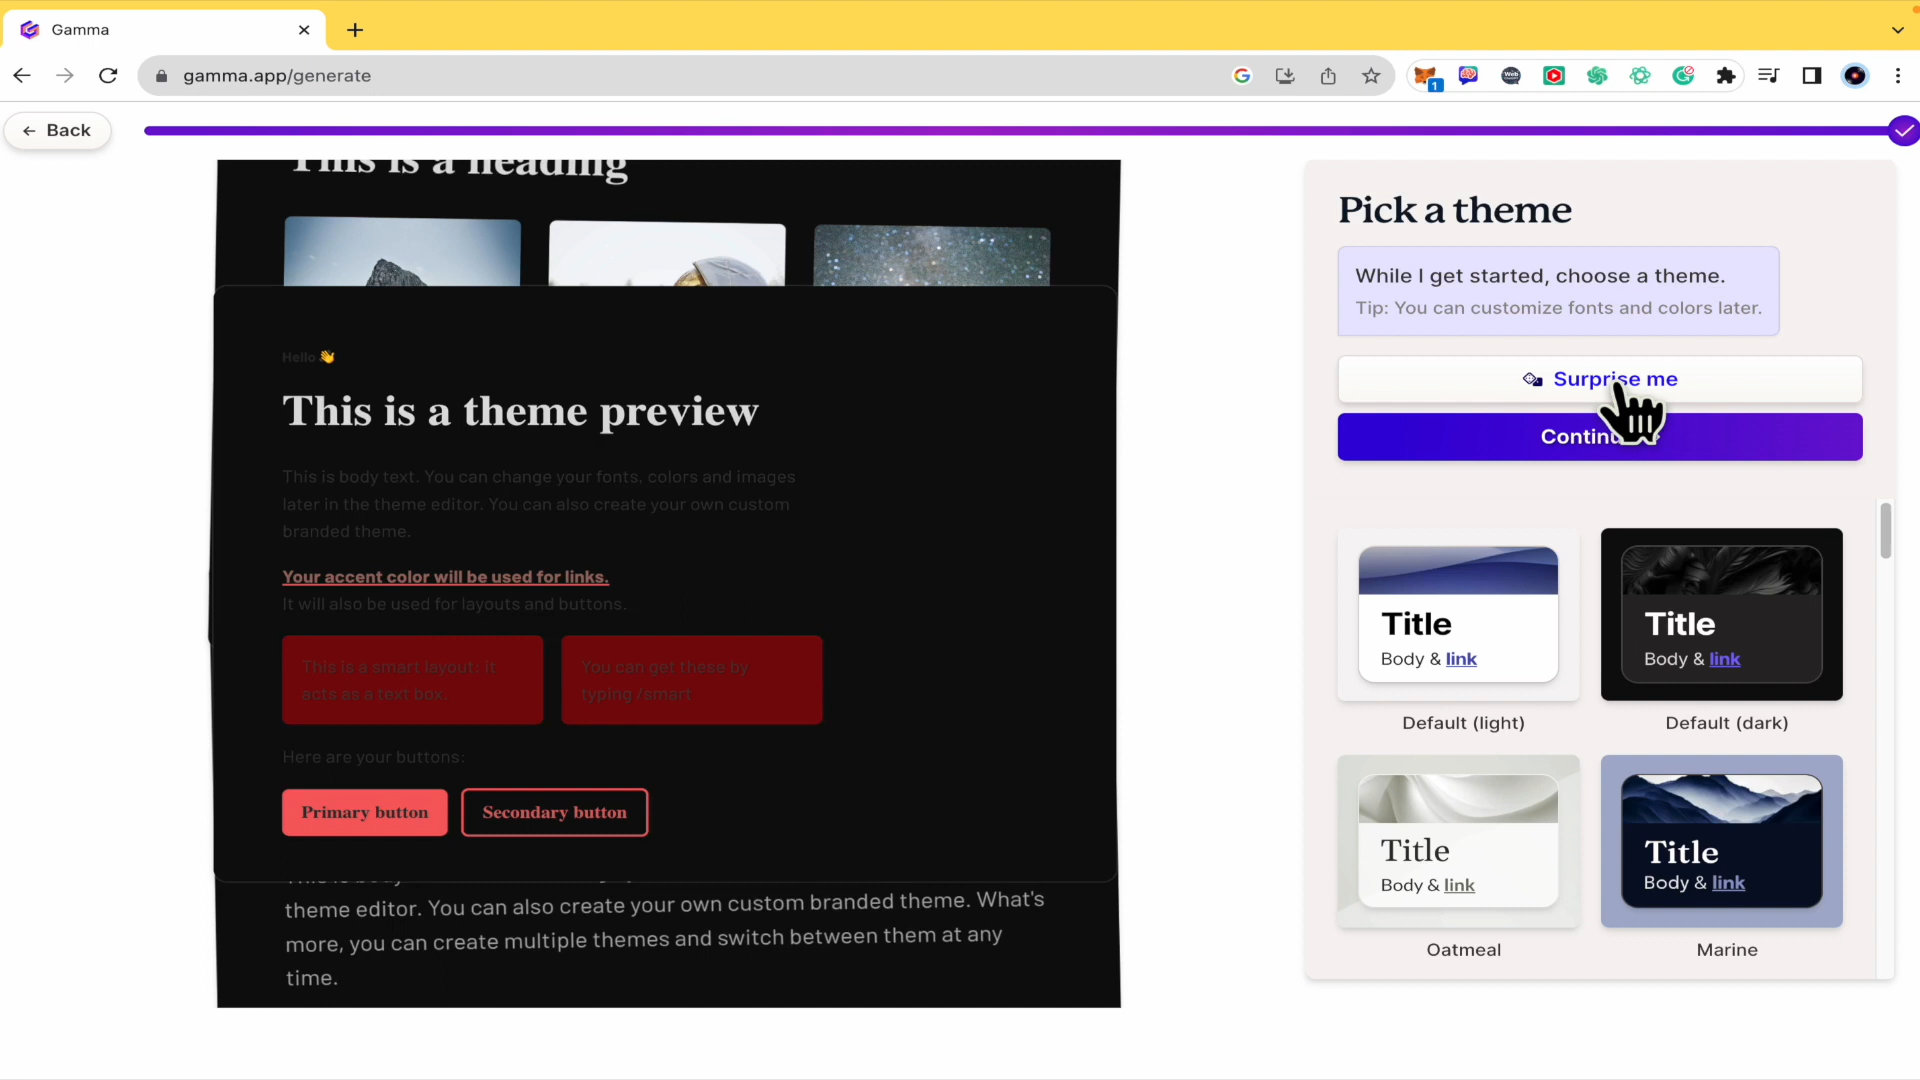 Gamma
gamma.app/generate
1
Web
Back
This is a heading
Hello 👋
This is a theme preview
This is body text. You can change your fonts, colors and images
later in the theme editor. You can also create your own custom
branded theme.
Your accent color will be used for links.
It will also be used for layouts and buttons.
This is a smart layout: it
acts as a text box.
You can get these by
typing /smart
Here are your buttons:
Primary button
Secondary button
theme editor. You can also create your own custom branded theme. What's
more, you can create multiple themes and switch between them at any
time.
Pick a theme
While I get started, choose a theme.
Tip: You can customize fonts and colors later.
Surprise me
Continu
Title
Body & link
Default (light)
Title
Body & link
Default (dark)
Title
Body & link
Oatmeal
Title
Body & link
Marine